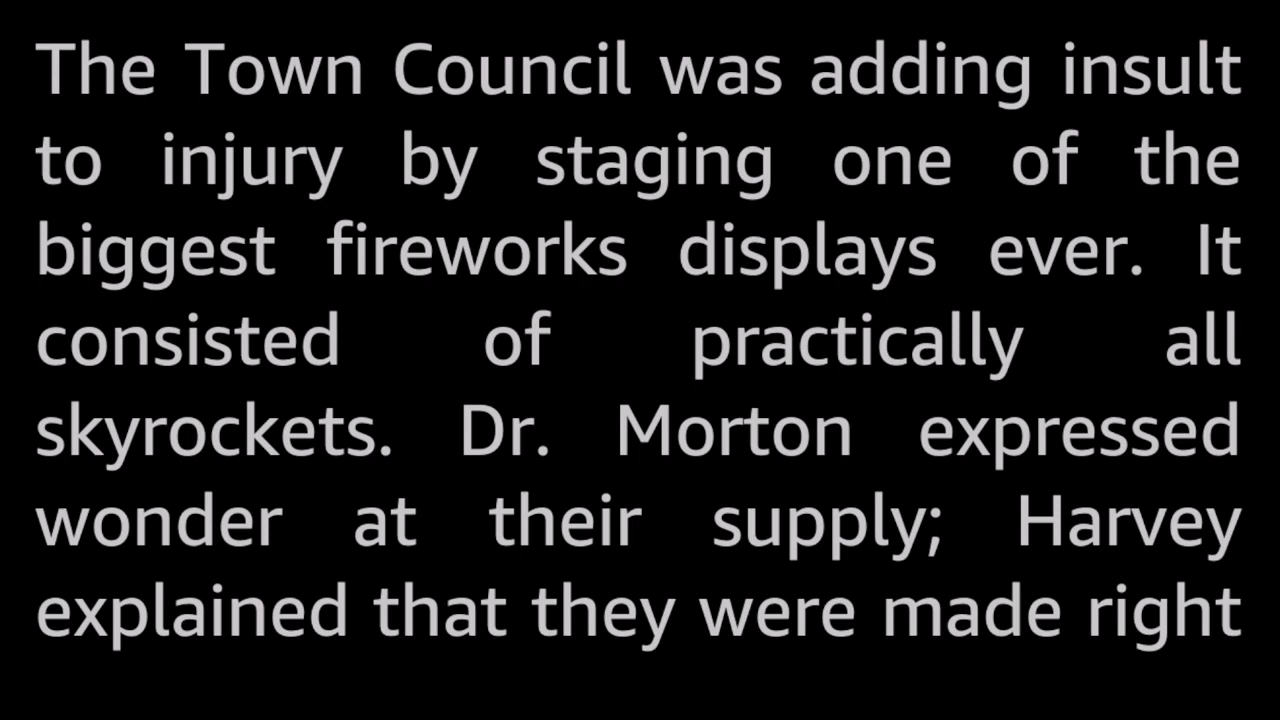 The Town Council was adding insult
to injury by staging one of the
biggest fireworks displays ever. It
consisted of practically all
skyrockets. Dr. Morton expressed
wonder at their supply; Harvey
explained that they were made right